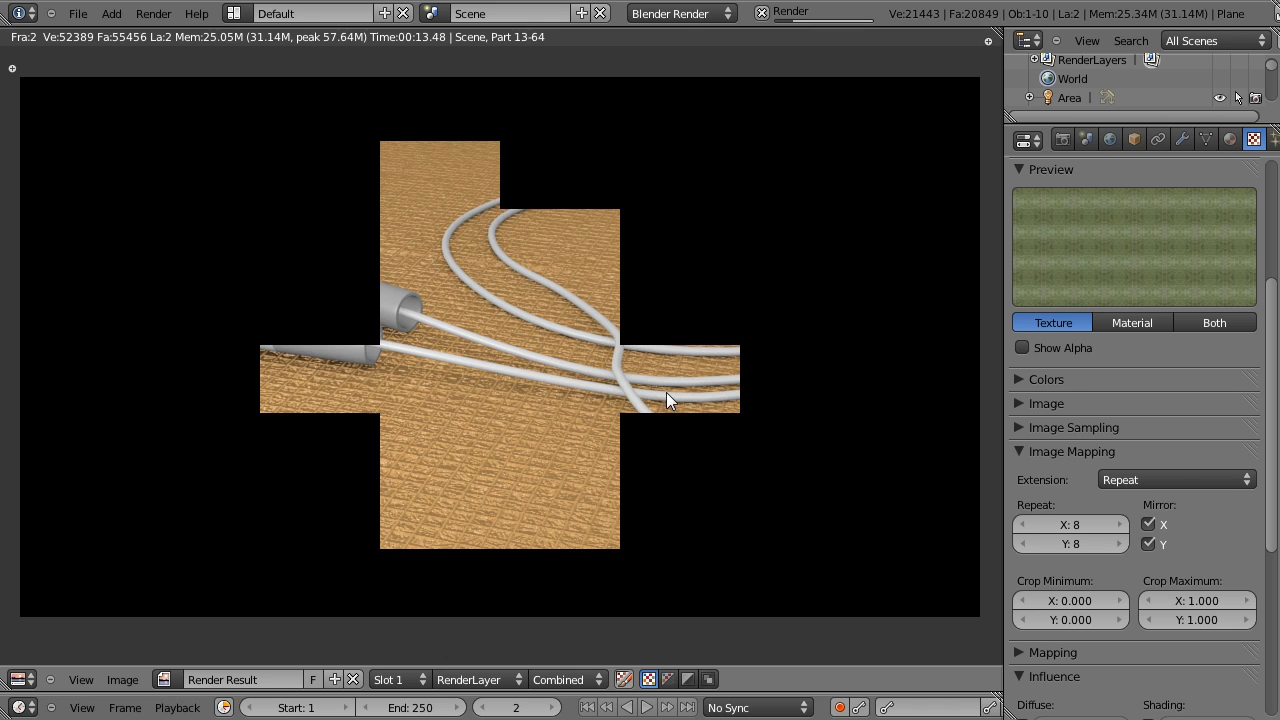 File Add Render Help Default Scene Blender Render Render Ve:21443 | Fa:20849 | Ob:1-10 | La:2 | Mem:25.34M (31.14M) | Plane
Fra:2 Ve:52389 Fa:55456 La:2 Mem:25.05M (31.14M, peak 57.64M) Time:00:13.48 | Scene, Part 13-64
View Search All Scenes
RenderLayers |
World
Area |
Preview
Texture Material Both
Show Alpha
Colors
Image
Image Sampling
Image Mapping
Extension: Repeat
Repeat: Mirror:
X: 8 X
Y: 8 Y
Crop Minimum: Crop Maximum:
X: 0.000 X: 1.000
Y: 0.000 Y: 1.000
Mapping
Influence
Diffuse: Shading:
View Image Render Result F Slot 1 RenderLayer Combined
View Frame Playback Start: 1 End: 250 2 No Sync